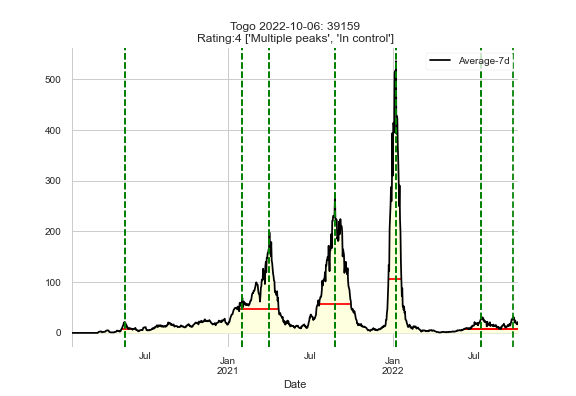 Togo 2022-10-06: 39159
Rating:4 ['Multiple peaks', 'In control']
Average-7d
500
400
300
200
100
0
Jul
Jan
2021
Jul
Jan
2022
Jul
Date